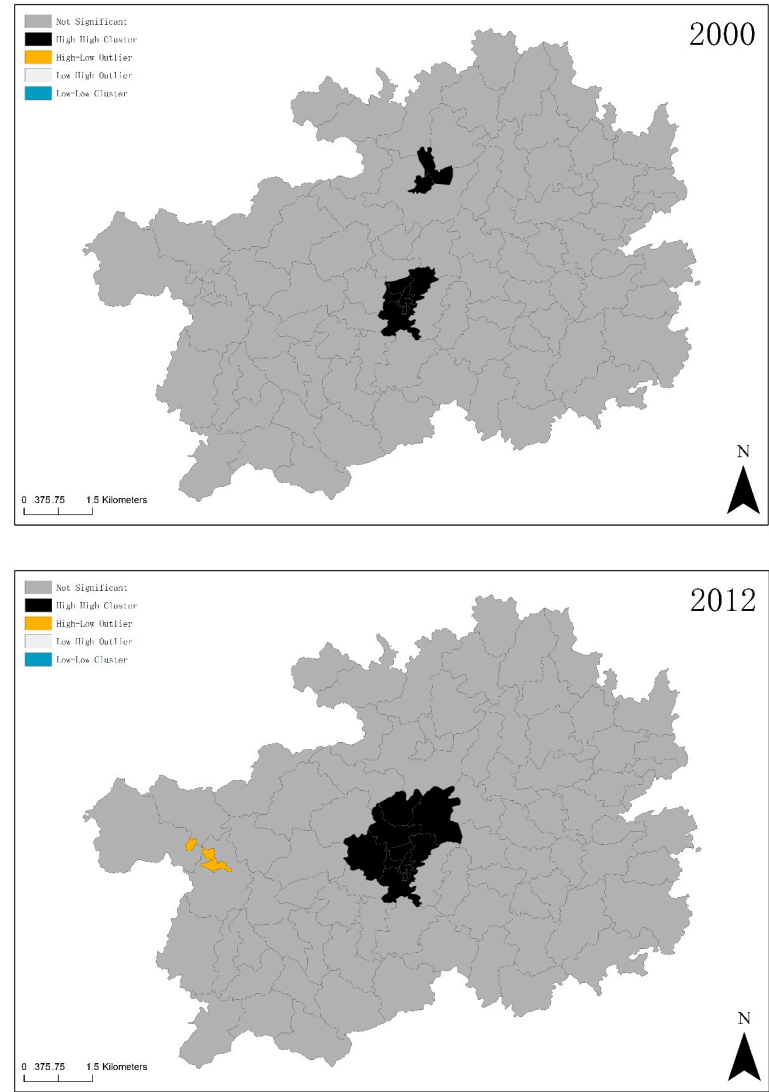 Not Significant
High High Cluster
High-Low Outlier
Low High Outlier
Low-Low Cluster
2000
N
0 .375.75 1.5 Kilometers
Not Significant
High High Cluster
High-Low Outlier
Low High Outlier
Low-Low Cluster
2012
N
0 .375.75 1.5 Kilometers